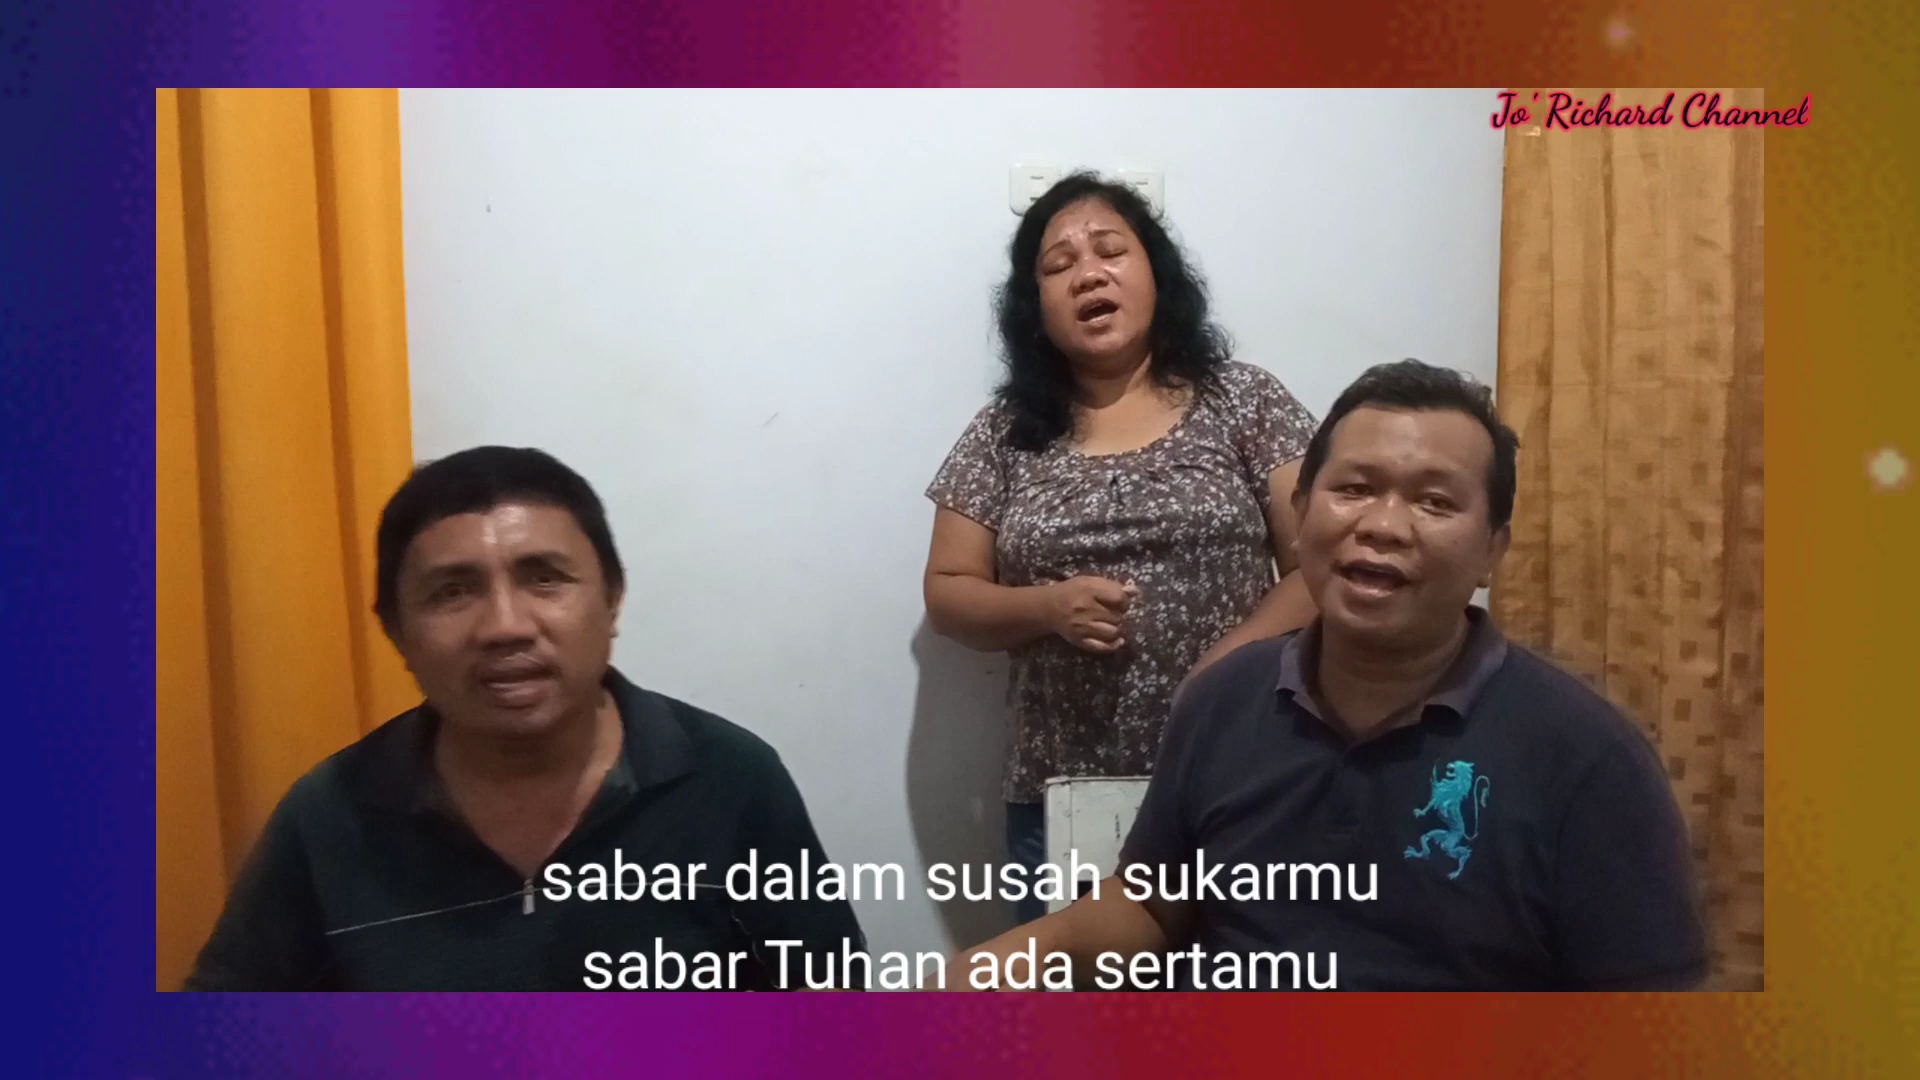 Jo' Richard Channel
sabar dalam susah sukarmu
sabar Tuhan ada sertamu